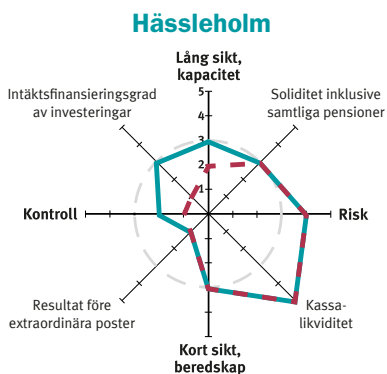 Hässleholm
Lång sikt,
kapacitet
Intäktsfinansieringsgrad
av investeringar
Soliditet inklusive
samtliga pensioner
5
4
3
2
1
Kontroll
Risk
Resultat före
extraordinära poster
Kassa-
likviditet
Kort sikt,
beredskap